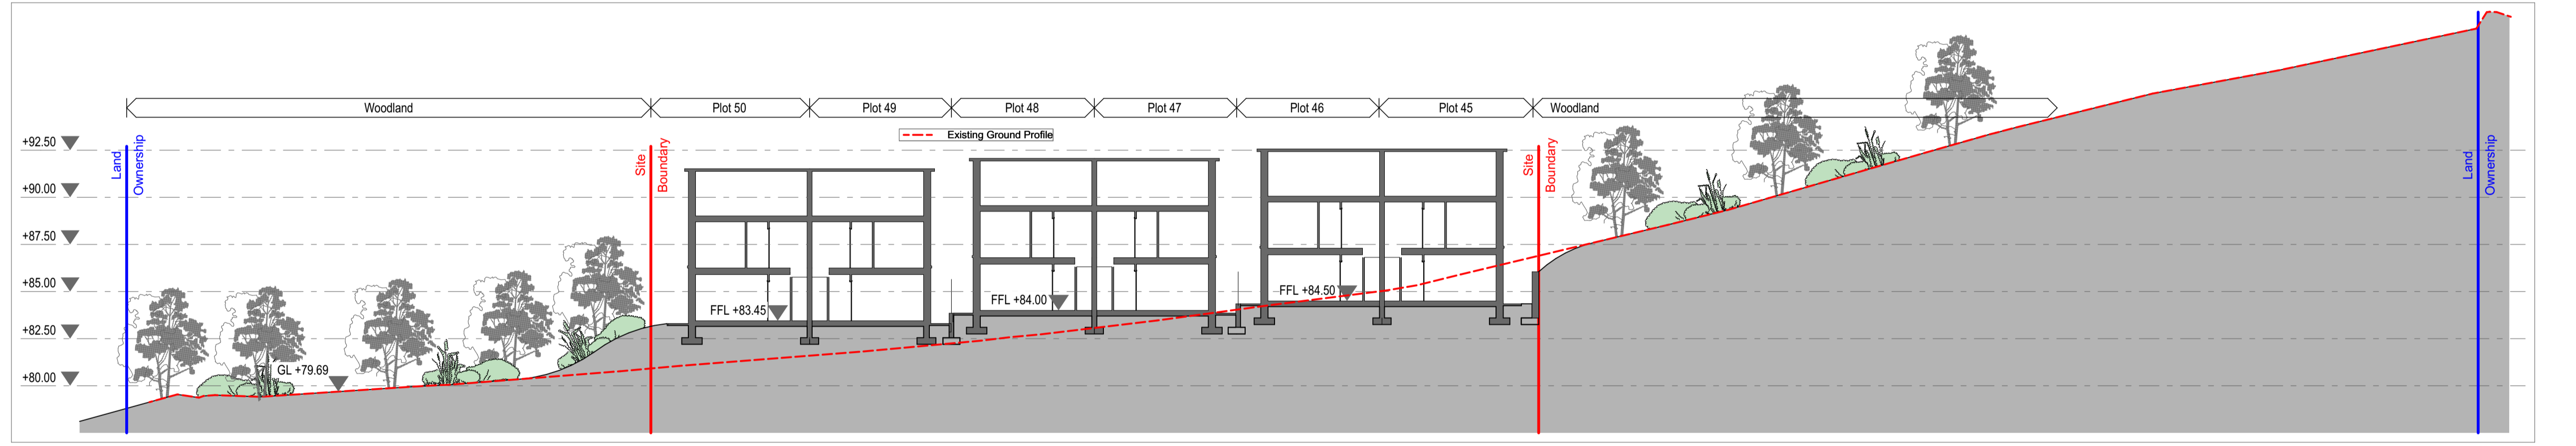 Woodland
Plot 50
Plot 49
Plot 48
Plot 47
Plot 46
Plot 45
Woodland
Existing Ground Profile
+92.50
+90.00
+87.50
+85.00
+82.50
+80.00
Land
Ownership
Site
Boundary
Site
Boundary
Land
Ownership
GL +79.69
FFL +83.45
FFL +84.00
FFL +84.50